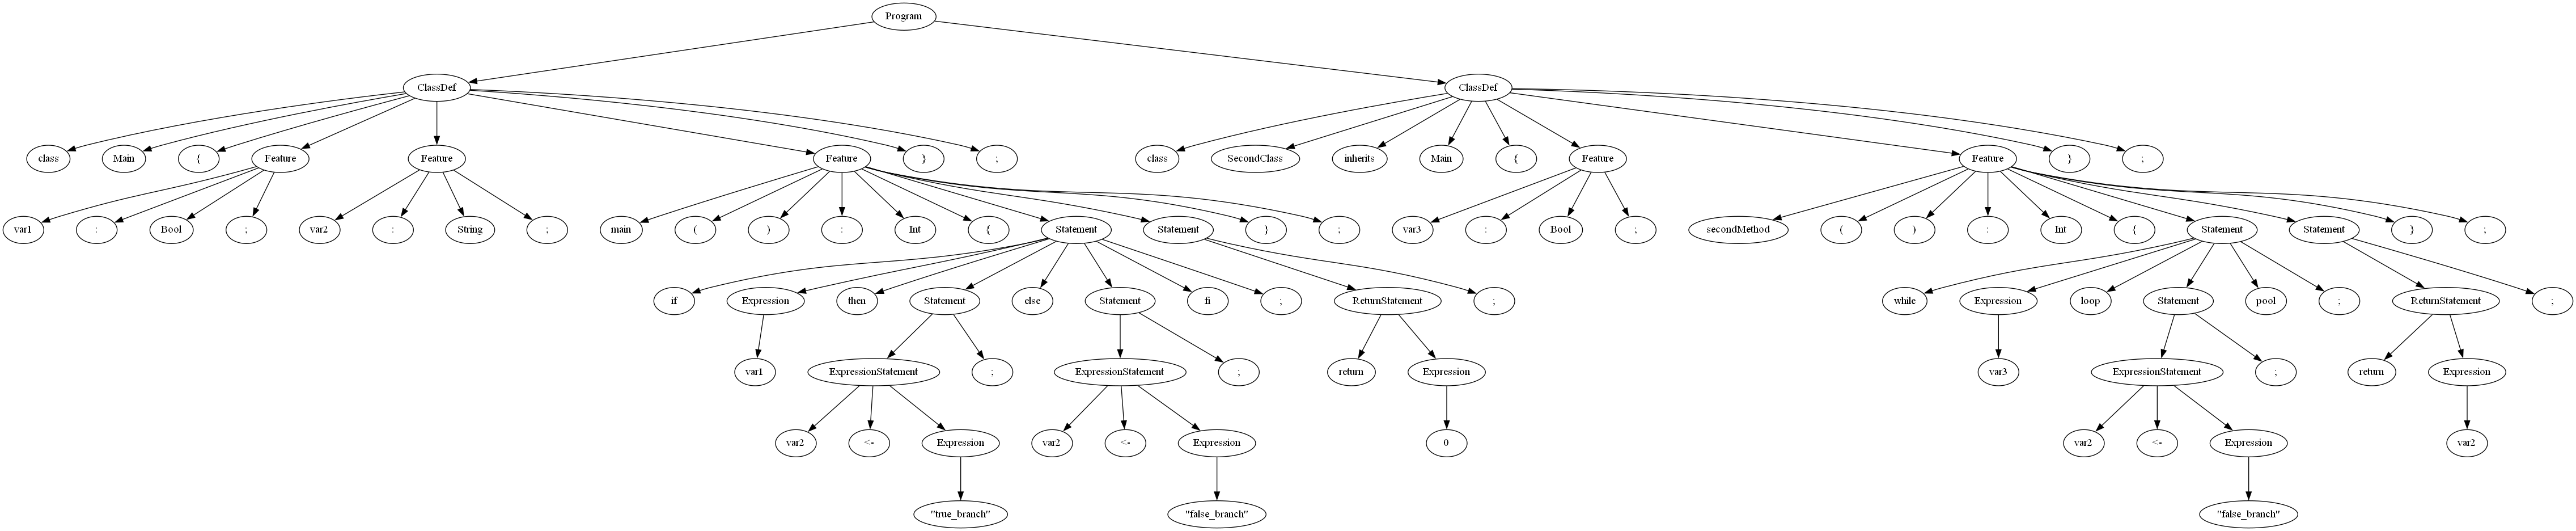 Program
ClassDef ClassDef
class Main { Feature Feature Feature } ; class SecondClass inherits Main { Feature Feature } ;
var1 : Bool ; var2 : String ; main ( ) : Int { Statement Statement } ; var3 : Bool ; secondMethod ( ) : Int { Statement Statement } ;
if Expression then Statement else Statement fi ; ReturnStatement ; while Expression loop Statement pool ; ReturnStatement ;
var1 ExpressionStatement ; ExpressionStatement ; return Expression var3 ExpressionStatement ; return Expression
var2 <- Expression var2 <- Expression 0 var2 <- Expression var2
"true_branch" "false_branch" "false_branch"